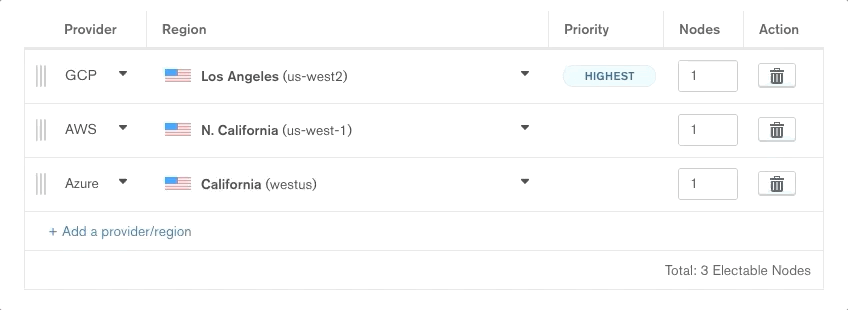 Provider Region Priority Nodes Action
GCP Los Angeles (us-west2) HIGHEST 1
AWS N. California (us-west-1) 1
Azure California (westus) 1
+ Add a provider/region
Total: 3 Electable Nodes